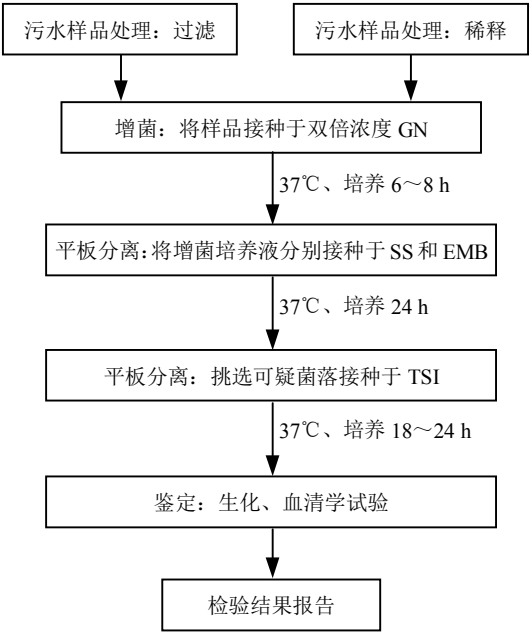 污水样品处理：过滤
污水样品处理：稀释
增菌：将样品接种于双倍浓度 GN
37℃、培养 6～8 h
平板分离：将增菌培养液分别接种于 SS 和 EMB
37℃、培养 24 h
平板分离：挑选可疑菌落接种于 TSI
37℃、培养 18～24 h
鉴定：生化、血清学试验
检验结果报告